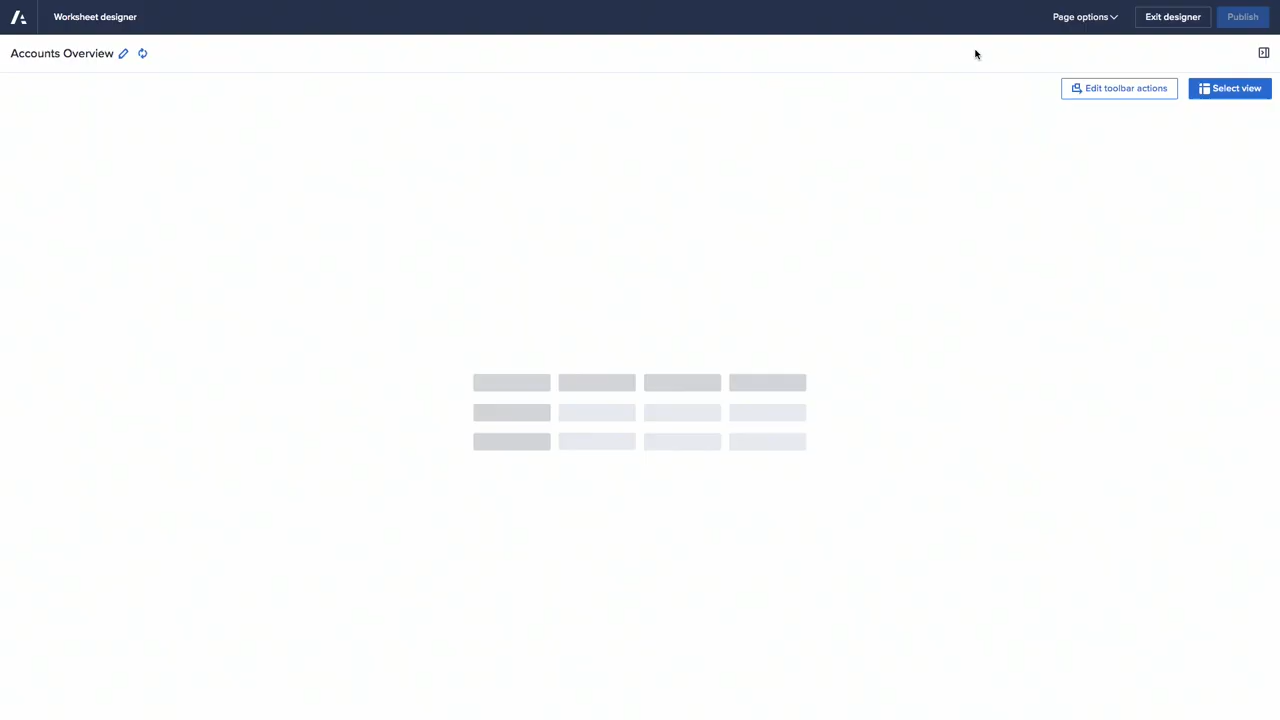 Worksheet designer
Page options
Exit designer
Publish
Accounts Overview
Edit toolbar actions
Select view